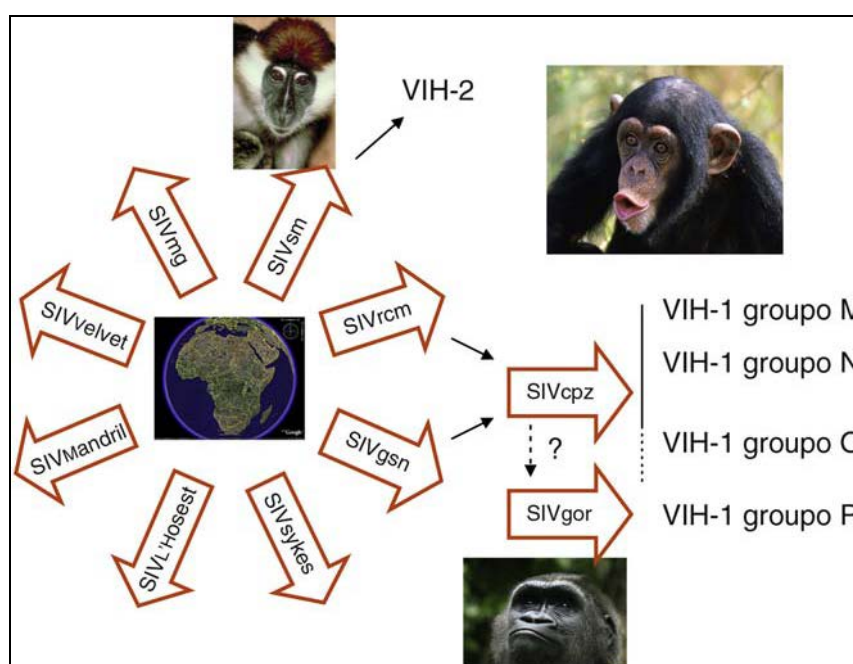 VIH-2
SIVmg
SIVsm
SIVVelvet
SIVrcm
SIVMandril
SIVgsn
SIVL'Hosest
SIVsykes
SIVcpz
?
SIVgor
VIH-1 groupo M
VIH-1 groupo N
VIH-1 groupo O
VIH-1 groupo P
Google